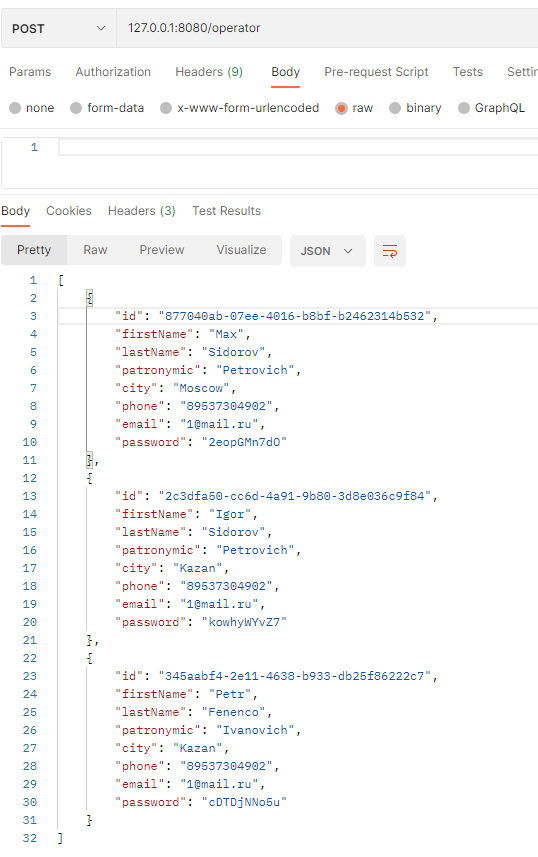 POST 127.0.0.1:8080/operator
Params Authorization Headers (9) Body Pre-request Script Tests Settin
none form-data x-www-form-urlencoded raw binary GraphQL
1
Body Cookies Headers (3) Test Results
Pretty Raw Preview Visualize JSON
1 [
2 {
3 "id": "877040ab-07ee-4016-b8bf-b2462314b532",
4 "firstName": "Max",
5 "lastName": "Sidorov",
6 "patronymic": "Petrovich",
7 "city": "Moscow",
8 "phone": "89537304902",
9 "email": "1@mail.ru",
10 "password": "2eopGMn7dO"
11 },
12 {
13 "id": "2c3dfa50-cc6d-4a91-9b80-3d8e036c9f84",
14 "firstName": "Igor",
15 "lastName": "Sidorov",
16 "patronymic": "Petrovich",
17 "city": "Kazan",
18 "phone": "89537304902",
19 "email": "1@mail.ru",
20 "password": "kowhyWYvZ7"
21 },
22 {
23 "id": "345aabf4-2e11-4638-b933-db25f86222c7",
24 "firstName": "Petr",
25 "lastName": "Fenenco",
26 "patronymic": "Ivanovich",
27 "city": "Kazan",
28 "phone": "89537304902",
29 "email": "1@mail.ru",
30 "password": "cDTDjNNo5u"
31 }
32 ]